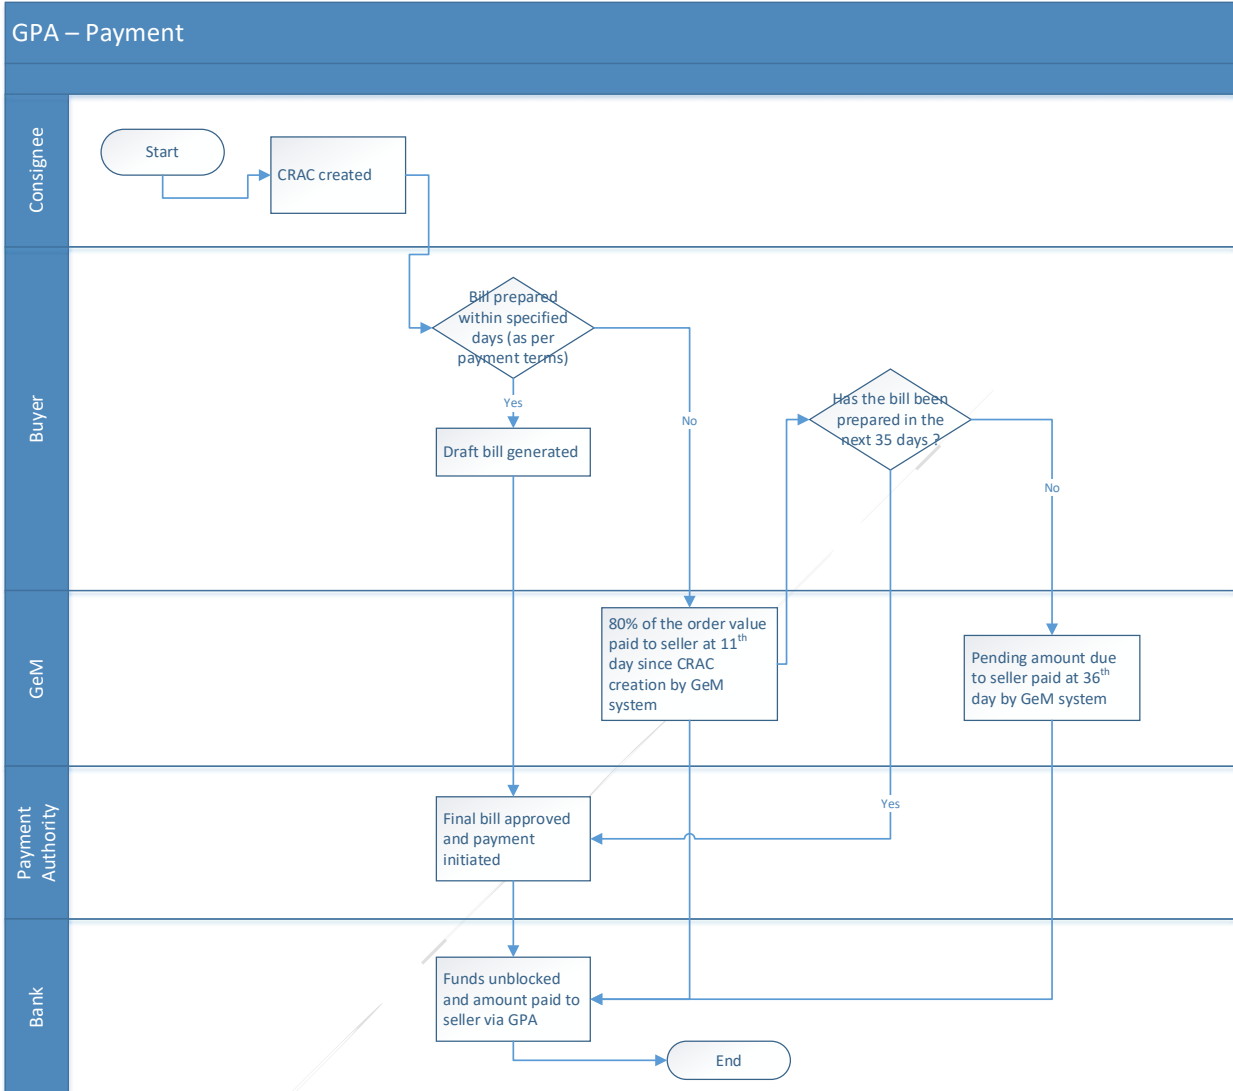 GPA – Payment
Consignee
Start
CRAC created
Buyer
Bill prepared
within specified
days (as per
payment terms)
Yes
No
Draft bill generated
Has the bill been
prepared in the
next 35 days ?
No
GeM
80% of the order value
paid to seller at 11th
day since CRAC
creation by GeM
system
Pending amount due
to seller paid at 36th
day by GeM system
Payment
Authority
Final bill approved
and payment
initiated
Yes
Bank
Funds unblocked
and amount paid to
seller via GPA
End